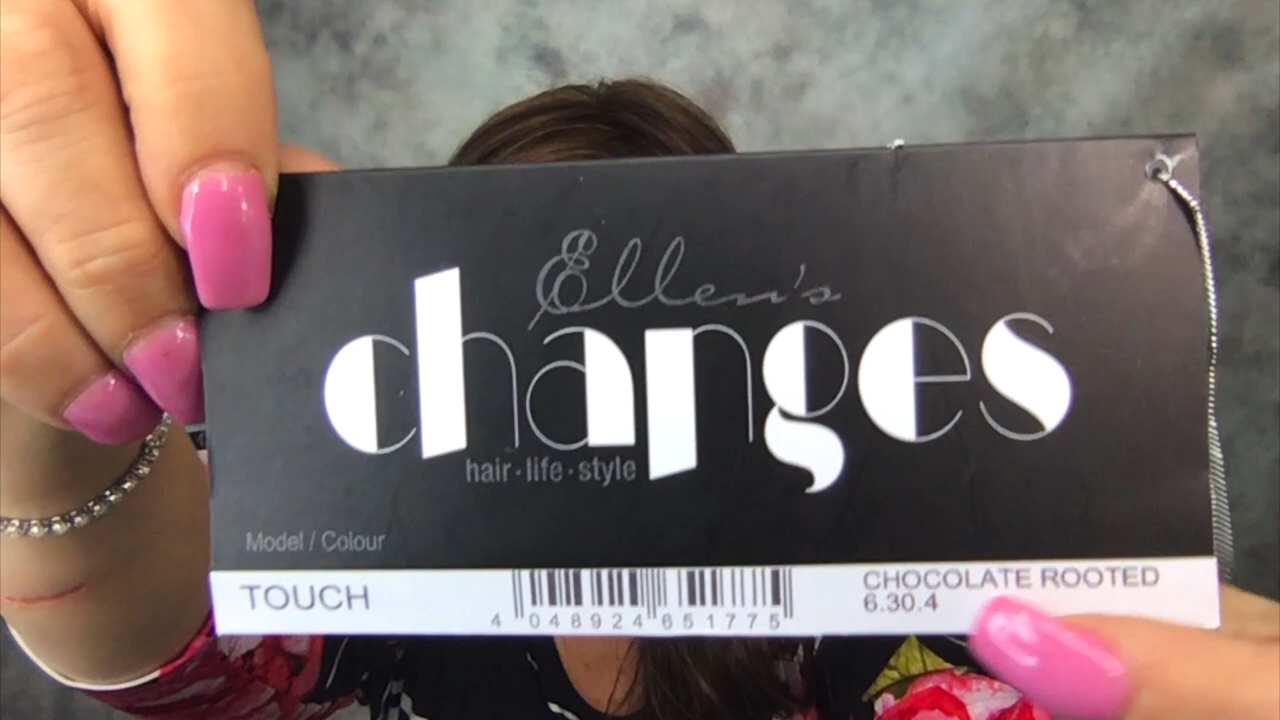 Ellen's
changes
hair·life·style
Model / Colour
TOUCH
4 048924 651775
CHOCOLATE ROOTED
6.30.4